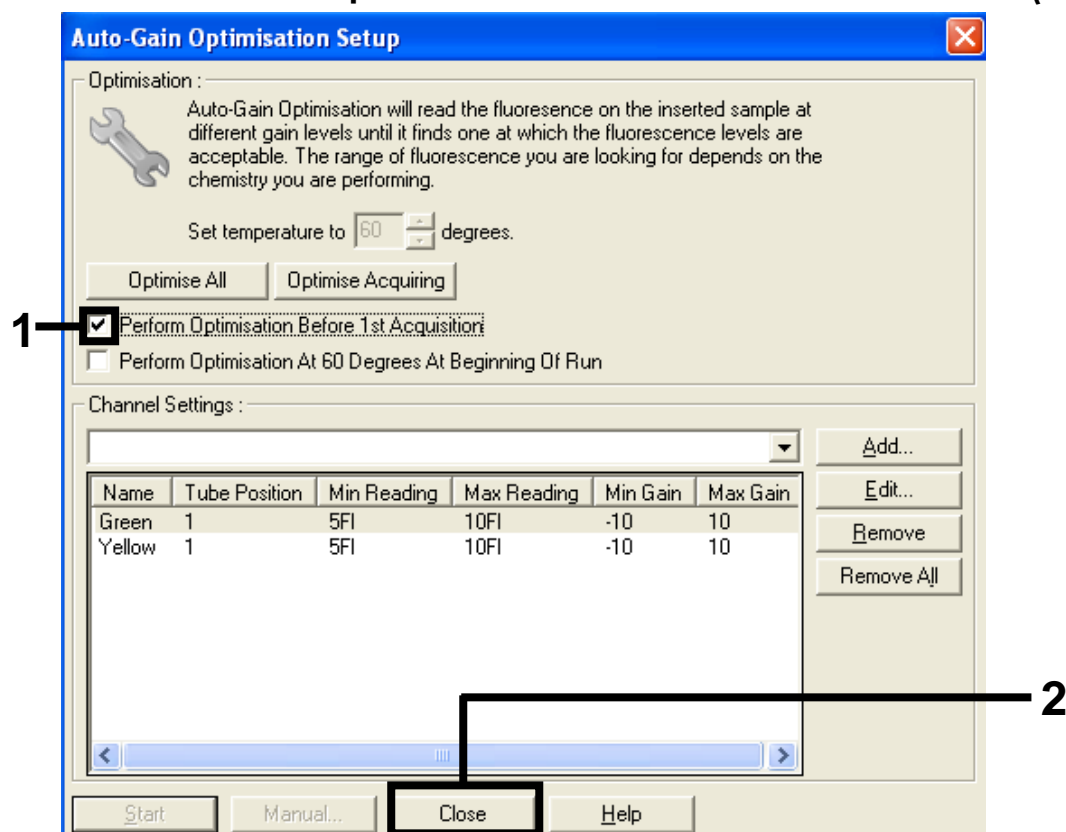 Auto-Gain Optimisation Setup
Optimisation :
Auto-Gain Optimisation will read the fluoresence on the inserted sample at
different gain levels until it finds one at which the fluorescence levels are
acceptable. The range of fluorescence you are looking for depends on the
chemistry you are performing.
Set temperature to 60 degrees.
Optimise All Optimise Acquiring
1 Perform Optimisation Before 1st Acquisition
Perform Optimisation At 60 Degrees At Beginning Of Run
Channel Settings :
Add...
Name Tube Position Min Reading Max Reading Min Gain Max Gain Edit...
Green 1 5Fl 10Fl -10 10
Remove
Yellow 1 5Fl 10Fl -10 10
Remove All
2
Start Manual... Close Help